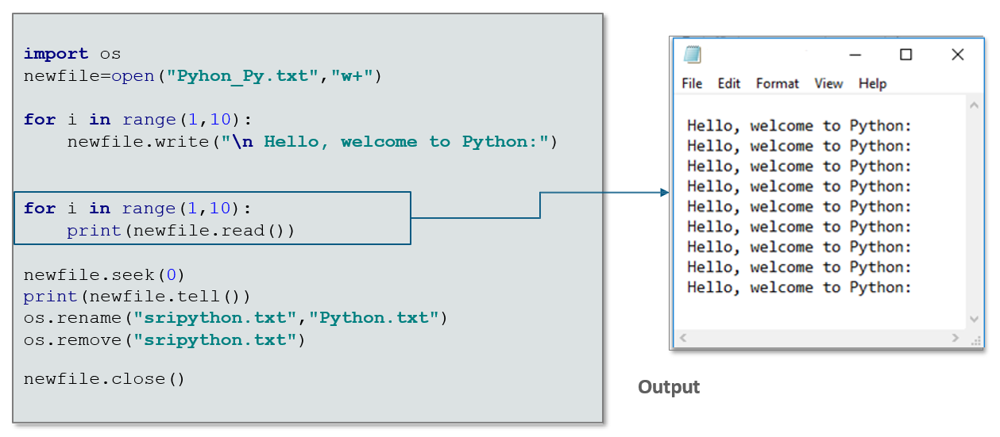 import os
newfile=open("Pyhon_Py.txt","w+")
for i in range(1,10):
    newfile.write("\n Hello, welcome to Python:")
for i in range(1,10):
    print(newfile.read())
newfile.seek(0)
print(newfile.tell())
os.rename("sripython.txt","Python.txt")
os.remove("sripython.txt")
newfile.close()
File Edit Format View Help
Hello, welcome to Python:
Hello, welcome to Python:
Hello, welcome to Python:
Hello, welcome to Python:
Hello, welcome to Python:
Hello, welcome to Python:
Hello, welcome to Python:
Hello, welcome to Python:
Hello, welcome to Python:
Output